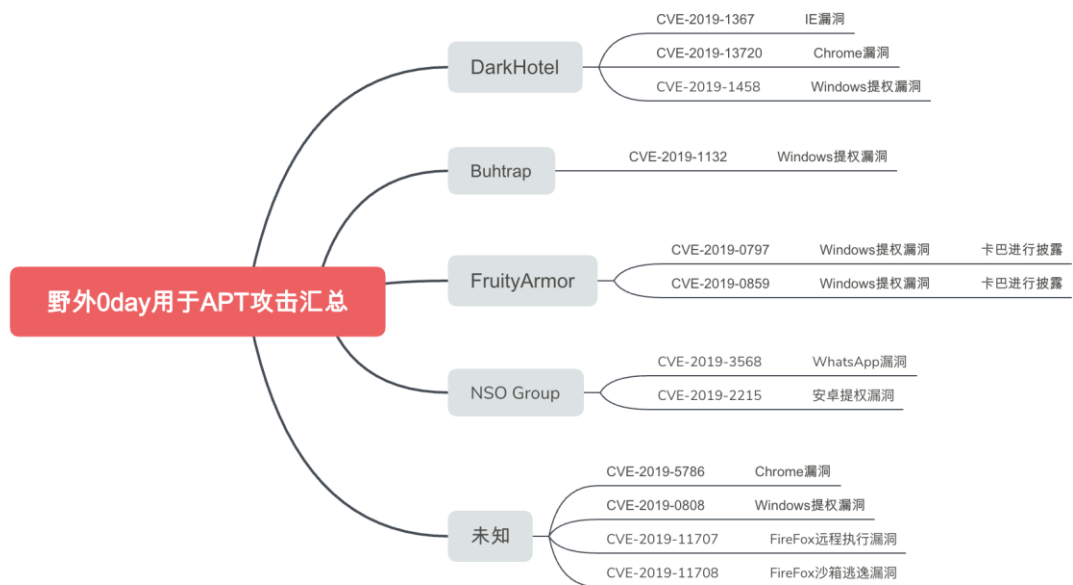 野外0day用于APT攻击汇总
DarkHotel
CVE-2019-1367 IE漏洞
CVE-2019-13720 Chrome漏洞
CVE-2019-1458 Windows提权漏洞
Buhtrap
CVE-2019-1132 Windows提权漏洞
FruityArmor
CVE-2019-0797 Windows提权漏洞 卡巴进行披露
CVE-2019-0859 Windows提权漏洞 卡巴进行披露
NSO Group
CVE-2019-3568 WhatsApp漏洞
CVE-2019-2215 安卓提权漏洞
未知
CVE-2019-5786 Chrome漏洞
CVE-2019-0808 Windows提权漏洞
CVE-2019-11707 FireFox远程执行漏洞
CVE-2019-11708 FireFox沙箱逃逸漏洞